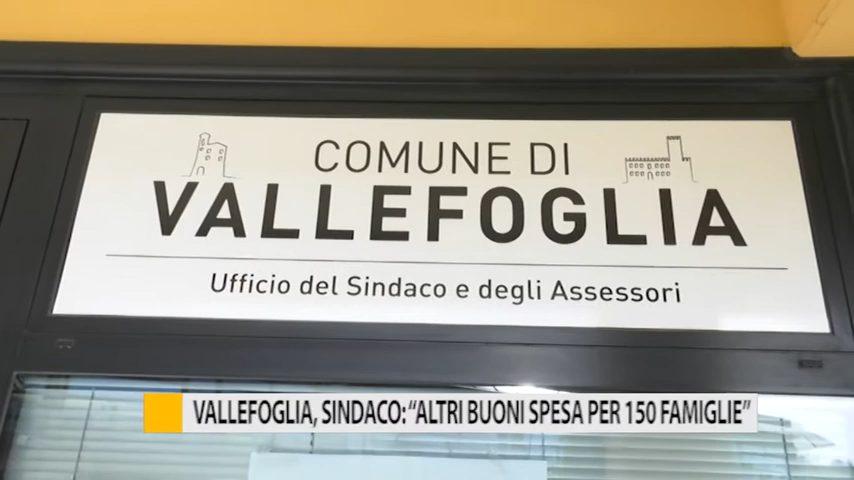 COMUNE DI
VALLEFOGLIA
Ufficio del Sindaco e degli Assessori
VALLEFOGLIA, SINDACO: "ALTRI BUONI SPESA PER 150 FAMIGLIE"